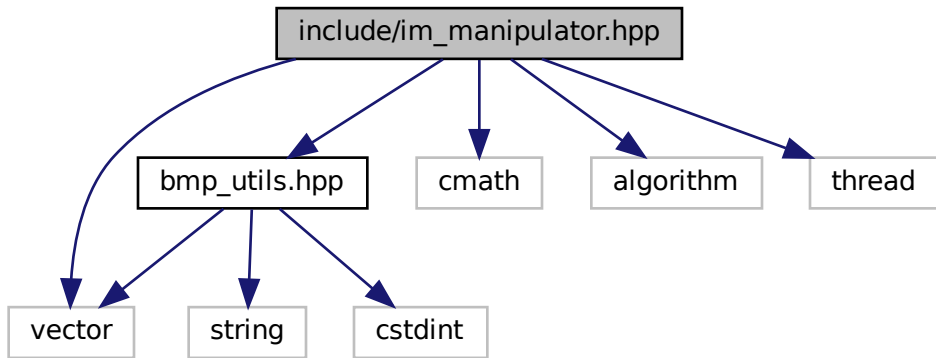 include/im_manipulator.hpp
bmp_utils.hpp
cmath
algorithm
thread
vector
string
cstdint